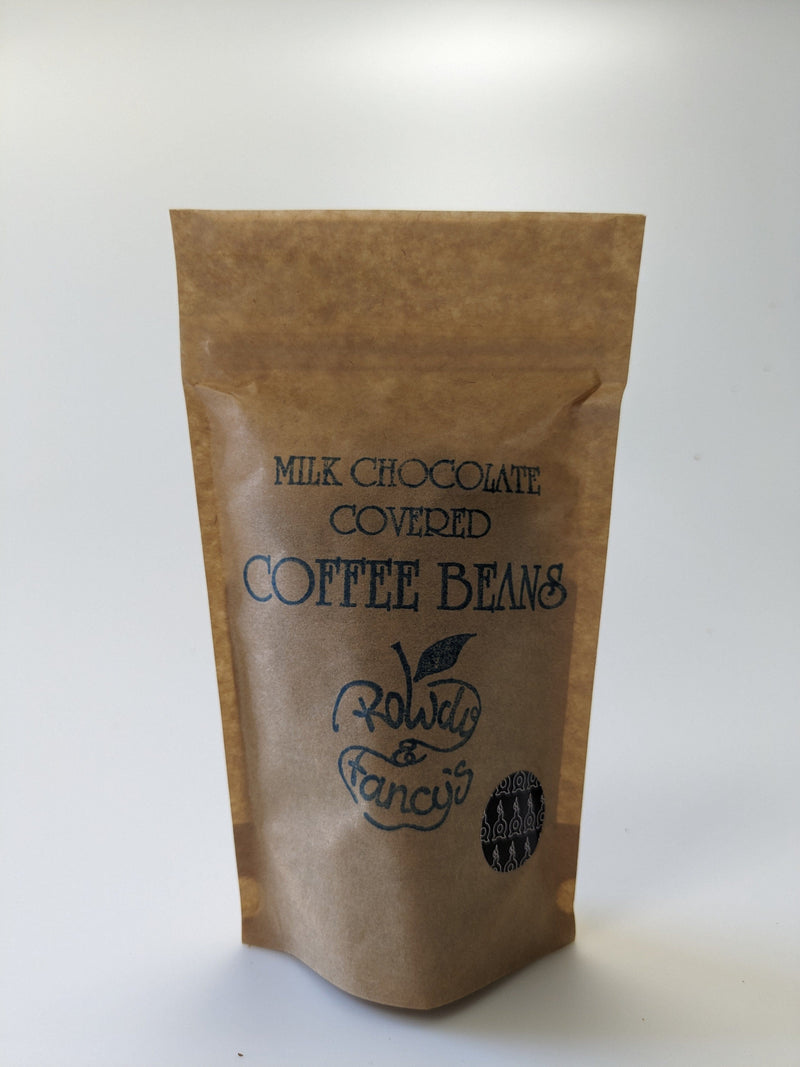 MILK CHOCOLATE
COVERED
COFFEE BEANS
Rowdy
&
Fancy's